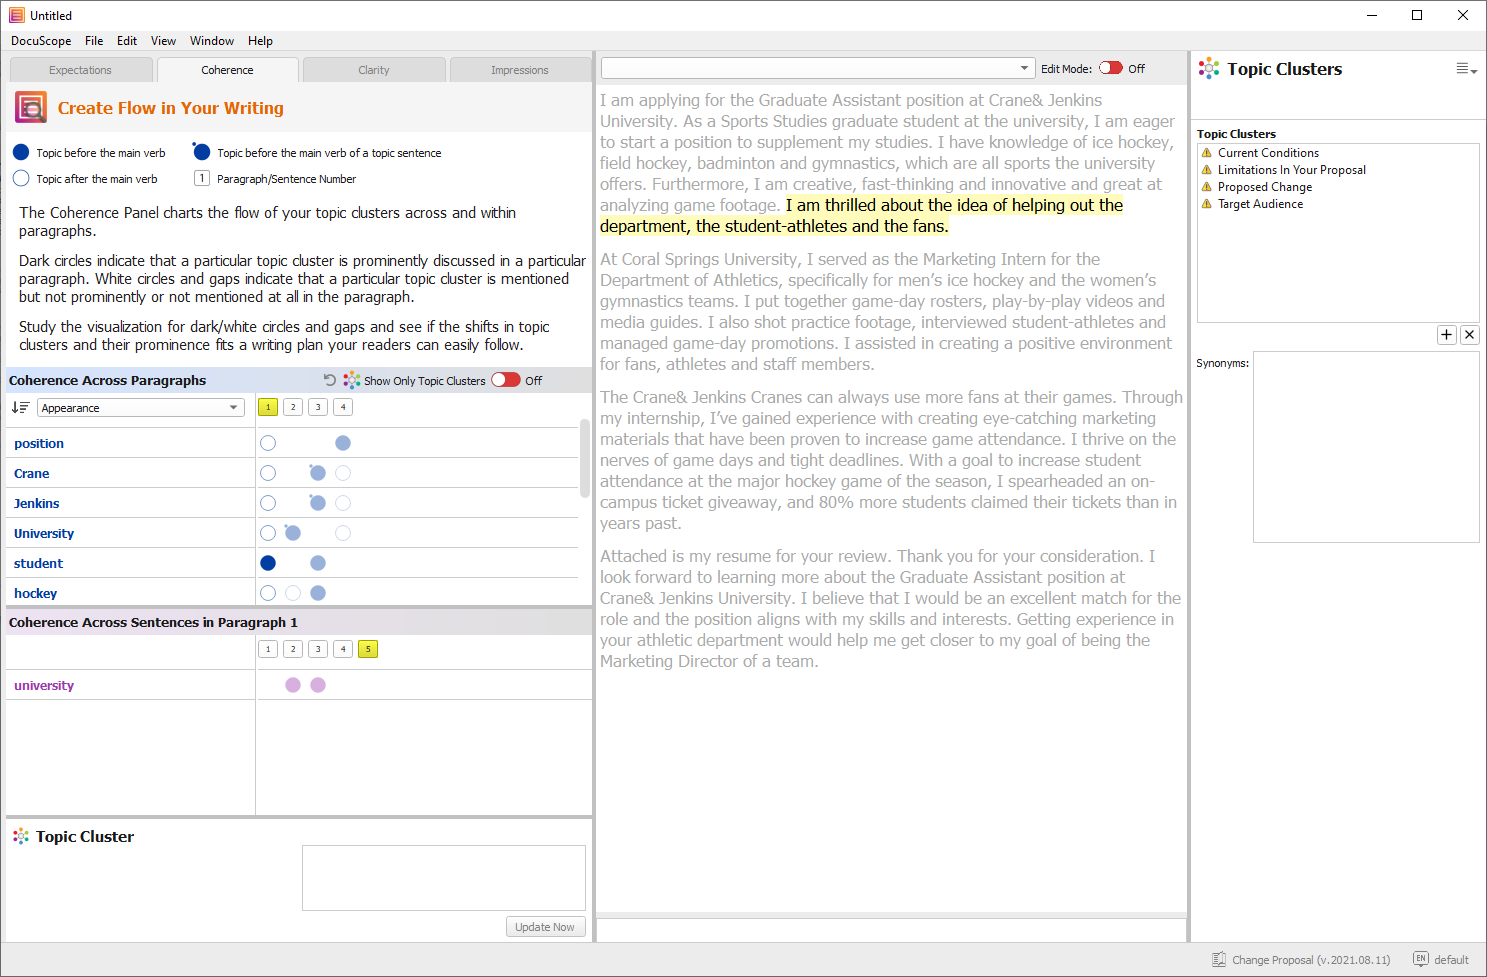 Untitled
DocuScope File Edit View Window Help
Expectations Coherence Clarity Impressions
Create Flow in Your Writing
Topic before the main verb
Topic before the main verb of a topic sentence
Topic after the main verb
1 Paragraph/Sentence Number
The Coherence Panel charts the flow of your topic clusters across and within
paragraphs.
Dark circles indicate that a particular topic cluster is prominently discussed in a particular
paragraph. White circles and gaps indicate that a particular topic cluster is mentioned
but not prominently or not mentioned at all in the paragraph.
Study the visualization for dark/white circles and gaps and see if the shifts in topic
clusters and their prominence fits a writing plan your readers can easily follow.
Coherence Across Paragraphs
Show Only Topic Clusters Off
Appearance
1 2 3 4
position
Crane
Jenkins
University
student
hockey
Coherence Across Sentences in Paragraph 1
1 2 3 4 5
university
Topic Cluster
Update Now
Edit Mode: Off
I am applying for the Graduate Assistant position at Crane& Jenkins
University. As a Sports Studies graduate student at the university, I am eager
to start a position to supplement my studies. I have knowledge of ice hockey,
field hockey, badminton and gymnastics, which are all sports the university
offers. Furthermore, I am creative, fast-thinking and innovative and great at
analyzing game footage. I am thrilled about the idea of helping out the
department, the student-athletes and the fans.
At Coral Springs University, I served as the Marketing Intern for the
Department of Athletics, specifically for men’s ice hockey and the women’s
gymnastics teams. I put together game-day rosters, play-by-play videos and
media guides. I also shot practice footage, interviewed student-athletes and
managed game-day promotions. I assisted in creating a positive environment
for fans, athletes and staff members.
The Crane& Jenkins Cranes can always use more fans at their games. Through
my internship, I’ve gained experience with creating eye-catching marketing
materials that have been proven to increase game attendance. I thrive on the
nerves of game days and tight deadlines. With a goal to increase student
attendance at the major hockey game of the season, I spearheaded an on-
campus ticket giveaway, and 80% more students claimed their tickets than in
years past.
Attached is my resume for your review. Thank you for your consideration. I
look forward to learning more about the Graduate Assistant position at
Crane& Jenkins University. I believe that I would be an excellent match for the
role and the position aligns with my skills and interests. Getting experience in
your athletic department would help me get closer to my goal of being the
Marketing Director of a team.
Topic Clusters
Topic Clusters
Current Conditions
Limitations In Your Proposal
Proposed Change
Target Audience
Synonyms:
Change Proposal (v.2021.08.11)
EN default